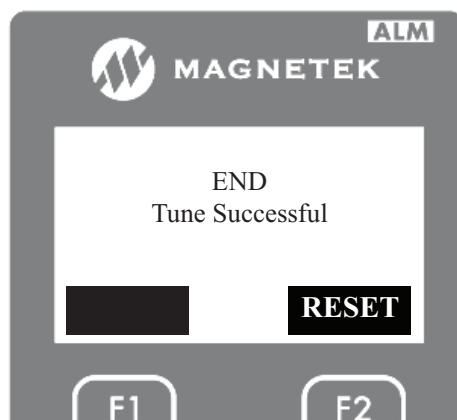 ALM
MAGNETEK
END
Tune Successful
RESET
F1 F2